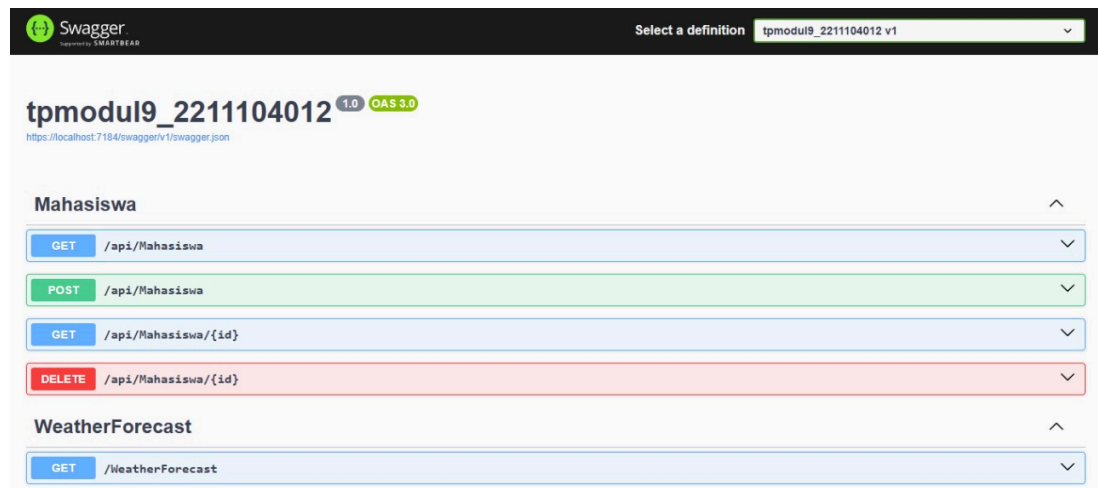 Swagger.
Supported by SMARTBEAR
Select a definition tpmodul9_2211104012 v1
tpmodul9_2211104012 1.0 OAS 3.0
https://localhost:7184/swagger/v1/swagger.json
Mahasiswa
GET /api/Mahasiswa
POST /api/Mahasiswa
GET /api/Mahasiswa/{id}
DELETE /api/Mahasiswa/{id}
WeatherForecast
GET /WeatherForecast